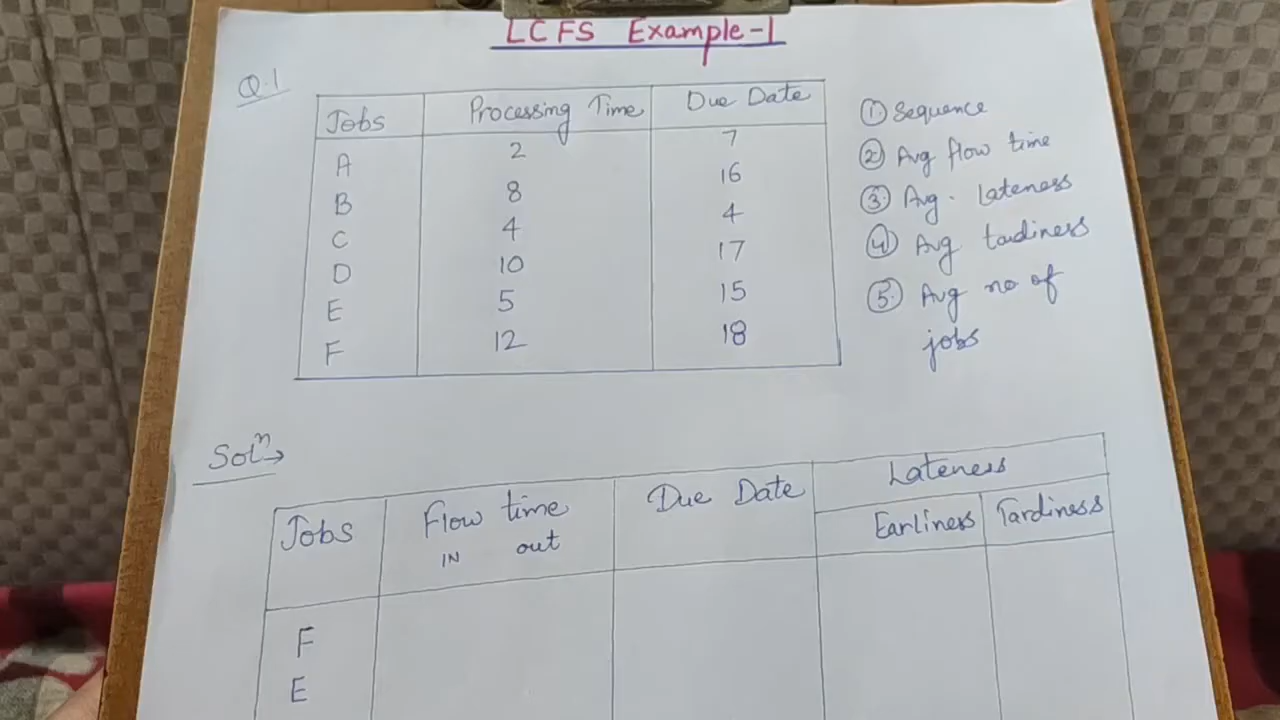 LCFS Example-1
Q.1
Jobs Processing Time Due Date
A 2 7
B 8 16
C 4 4
D 10 17
E 5 15
F 12 18
① Sequence
② Avg flow time
③ Avg. lateness
④ Avg tardiness
⑤ Avg no of
jobs
Solⁿ→
Jobs Flow time Due Date Lateness
IN out Earliness Tardiness
F
E